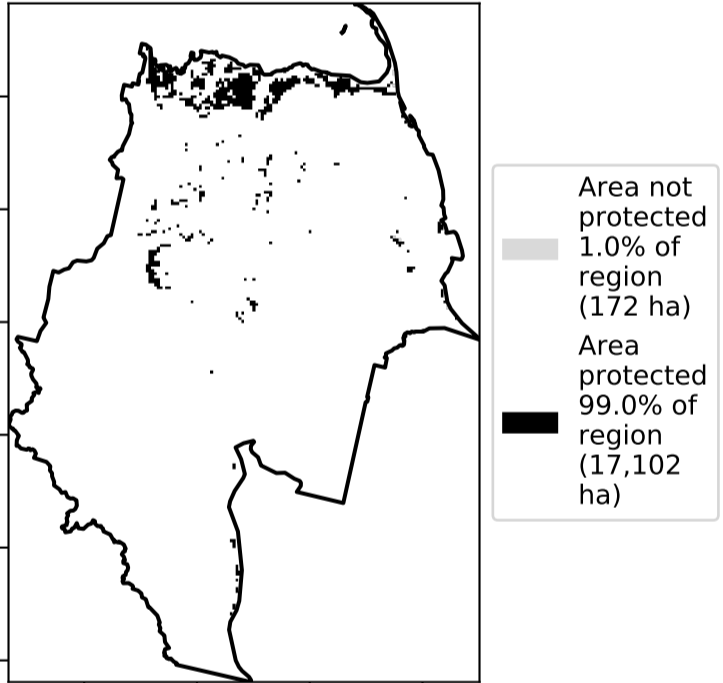 Area not
protected
1.0% of
region
(172 ha)
Area
protected
99.0% of
region
(17,102
ha)